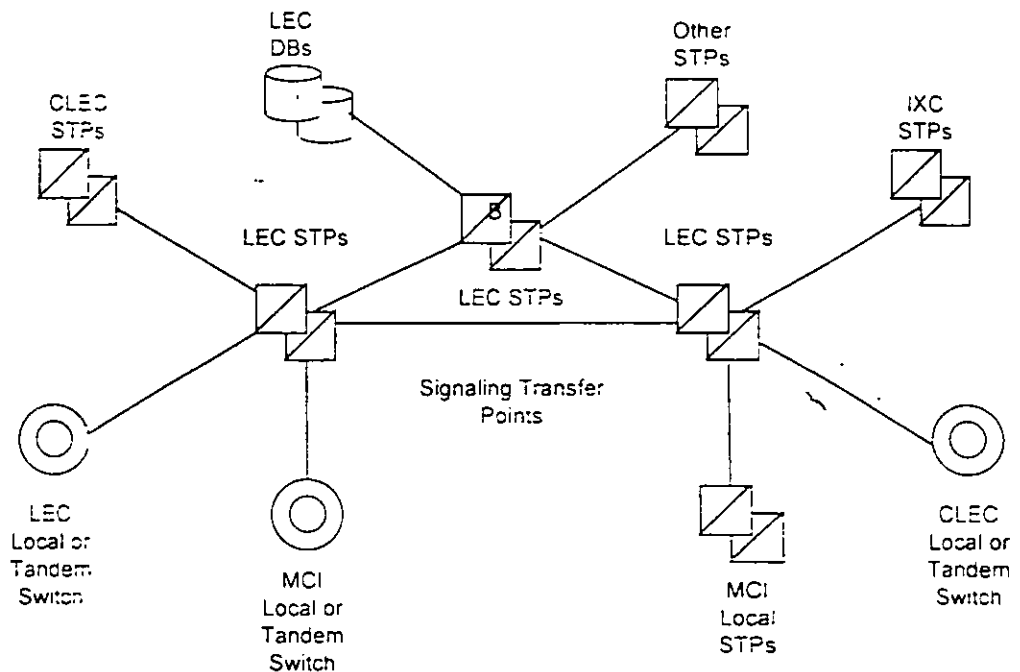 LEC
DBs
Other
STPs
CLEC
STPs
IXC
STPs
B
LEC STPs
LEC STPs
LEC STPs
Signaling Transfer
Points
LEC
Local or
Tandem
Switch
MCI
Local or
Tandem
Switch
MCI
Local
STPs
CLEC
Local or
Tandem
Switch